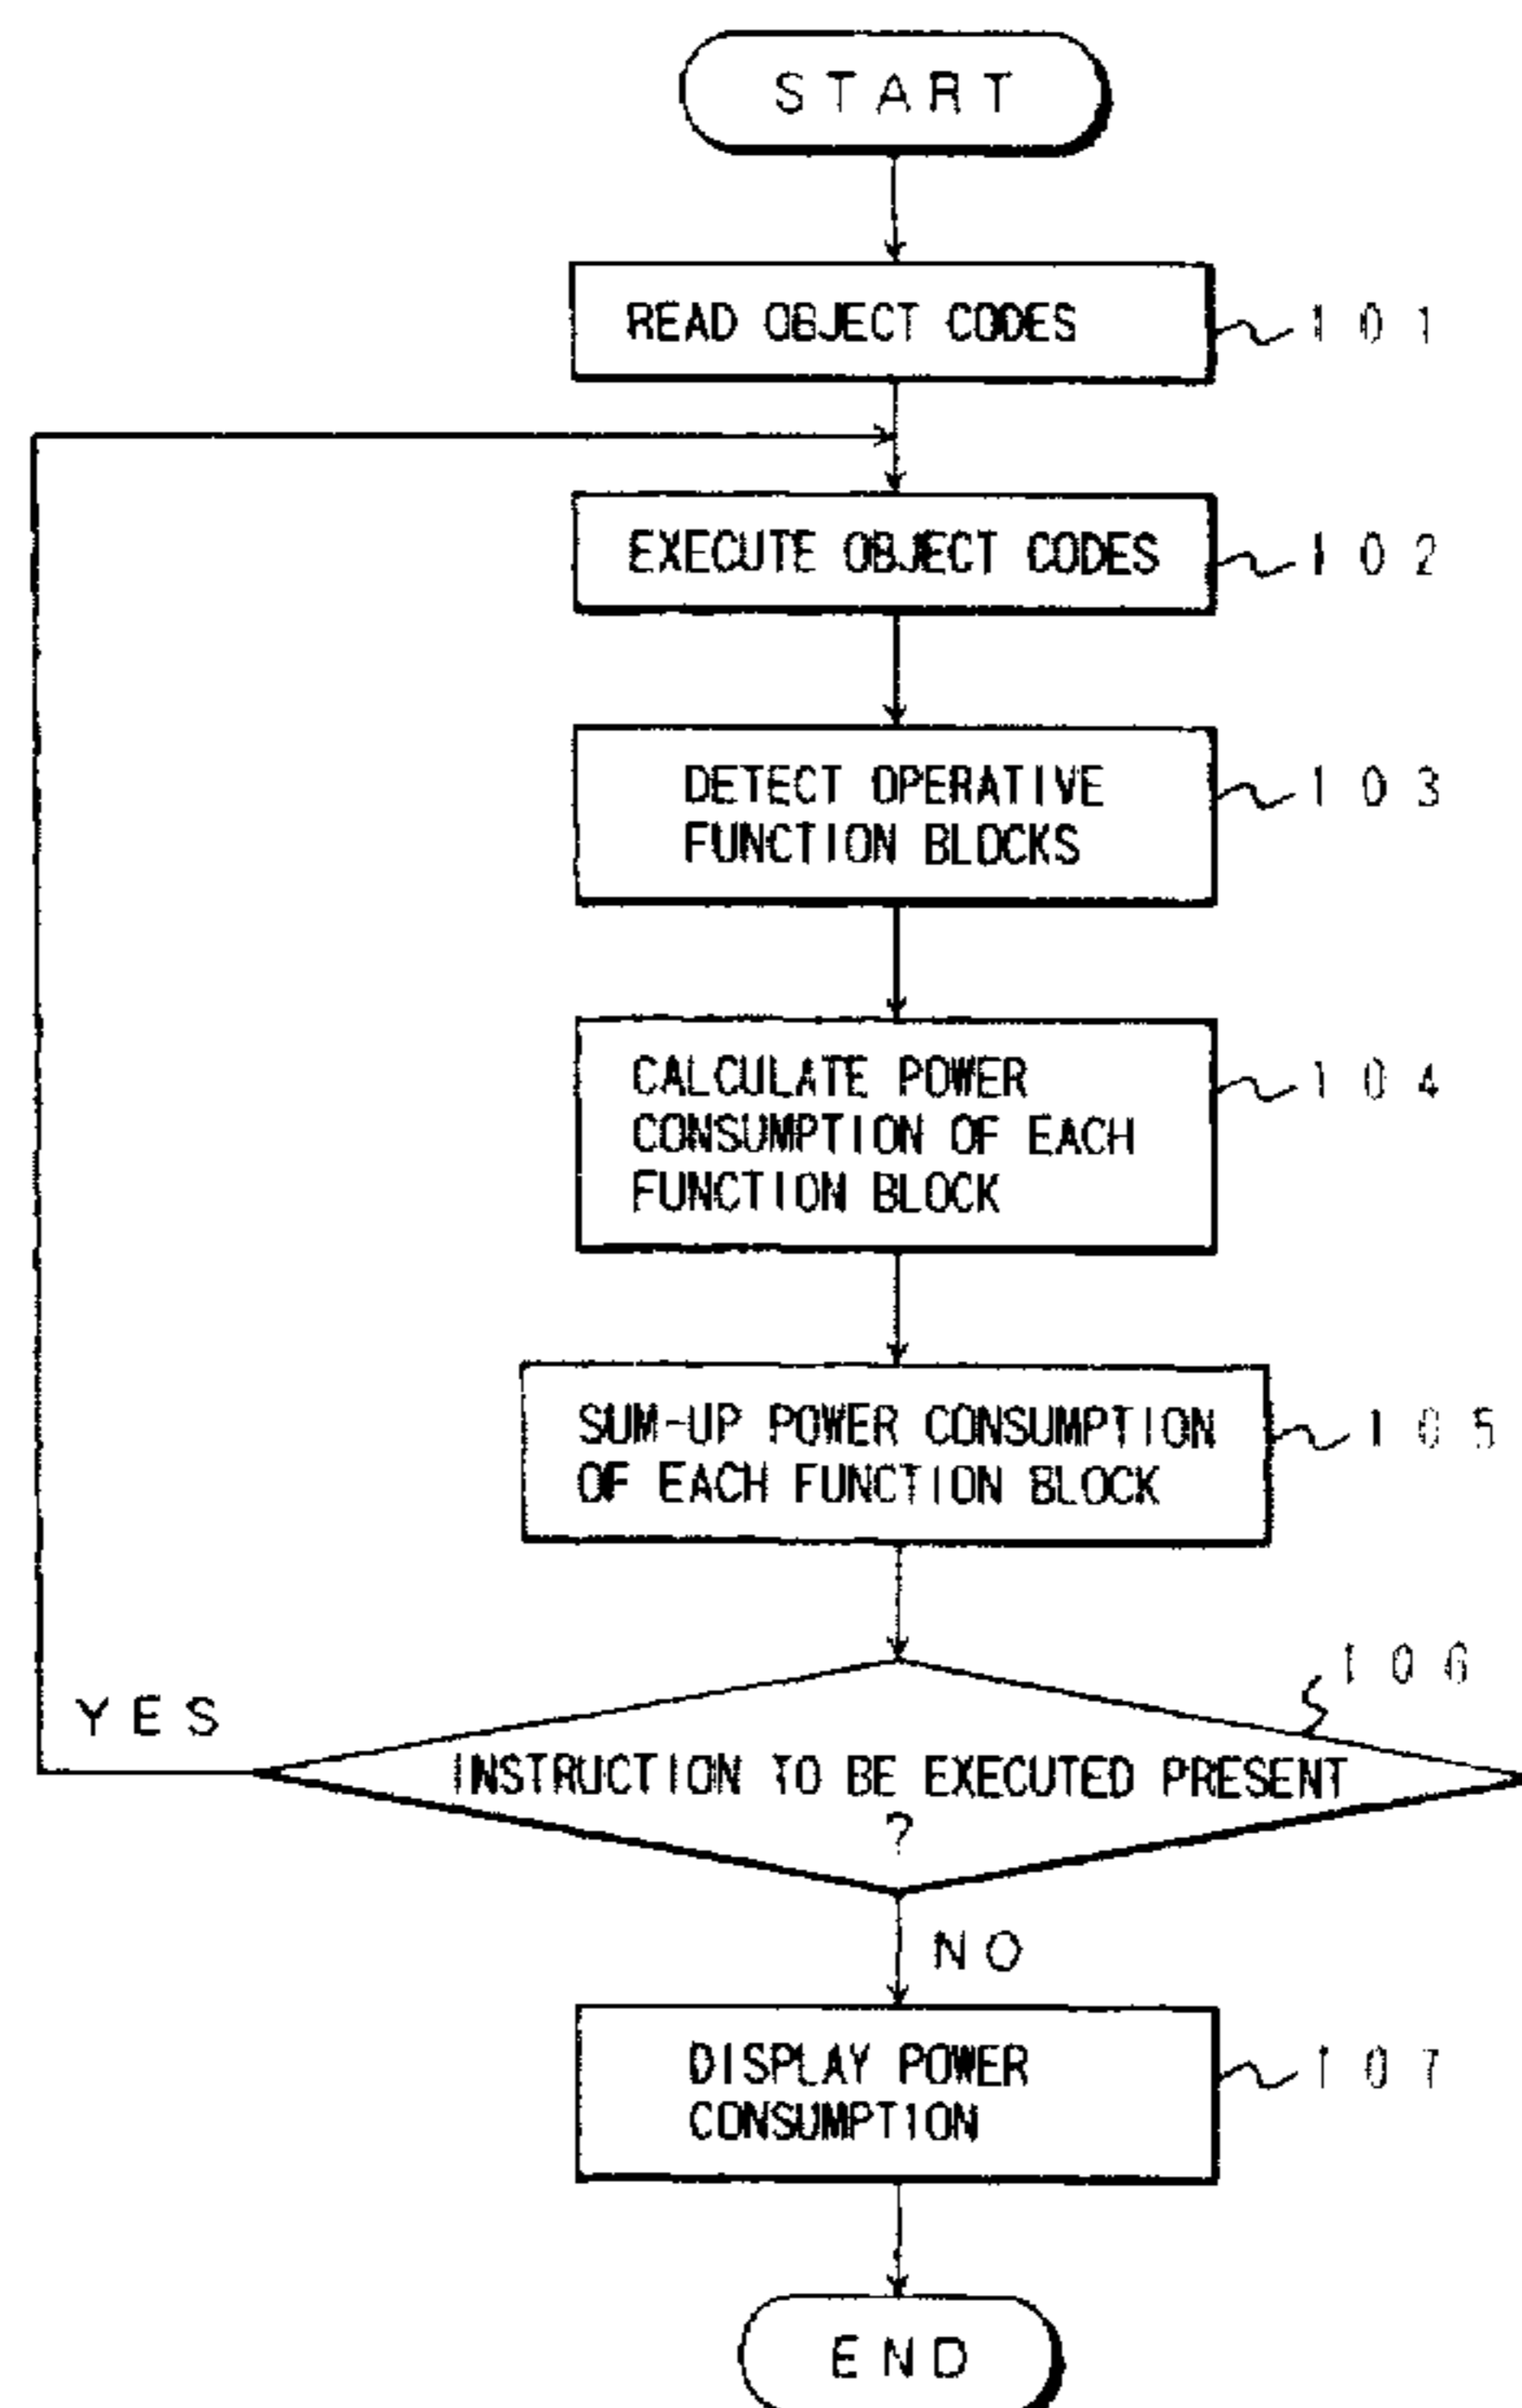 START
READ OBJECT CODES
101
EXECUTE OBJECT CODES
102
DETECT OPERATIVE
FUNCTION BLOCKS
103
CALCULATE POWER
CONSUMPTION OF EACH
FUNCTION BLOCK
104
SUM-UP POWER CONSUMPTION
OF EACH FUNCTION BLOCK
105
106
YES
INSTRUCTION TO BE EXECUTED PRESENT
?
NO
DISPLAY POWER
CONSUMPTION
107
END